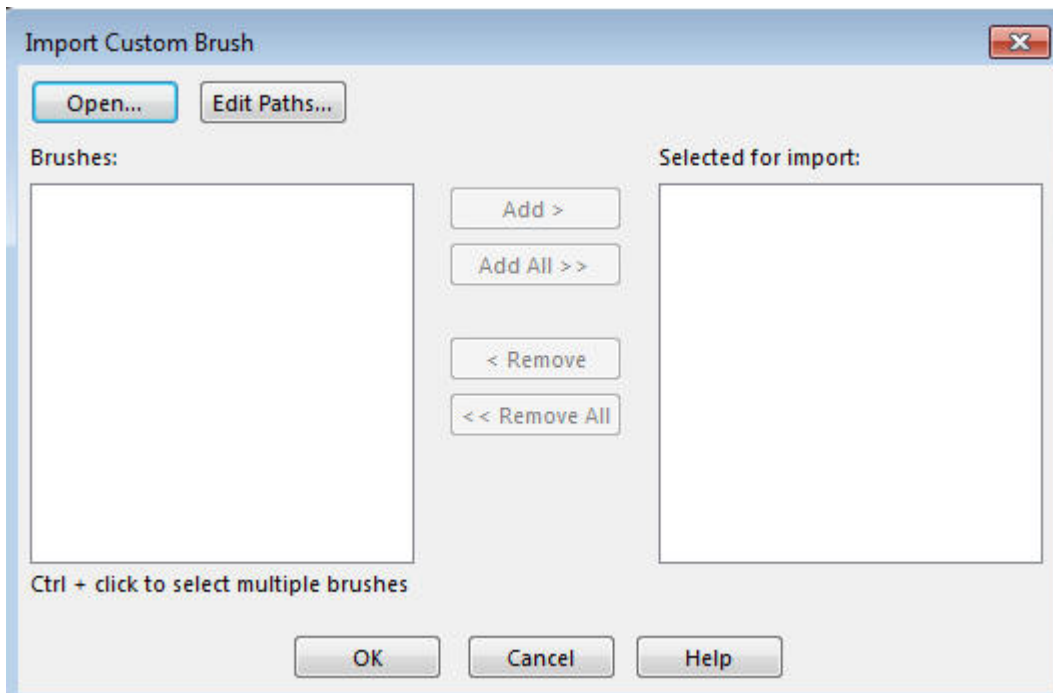 Import Custom Brush
Open... Edit Paths...
Brushes: Selected for import:
Add >
Add All >>
< Remove
<< Remove All
Ctrl + click to select multiple brushes
OK Cancel Help